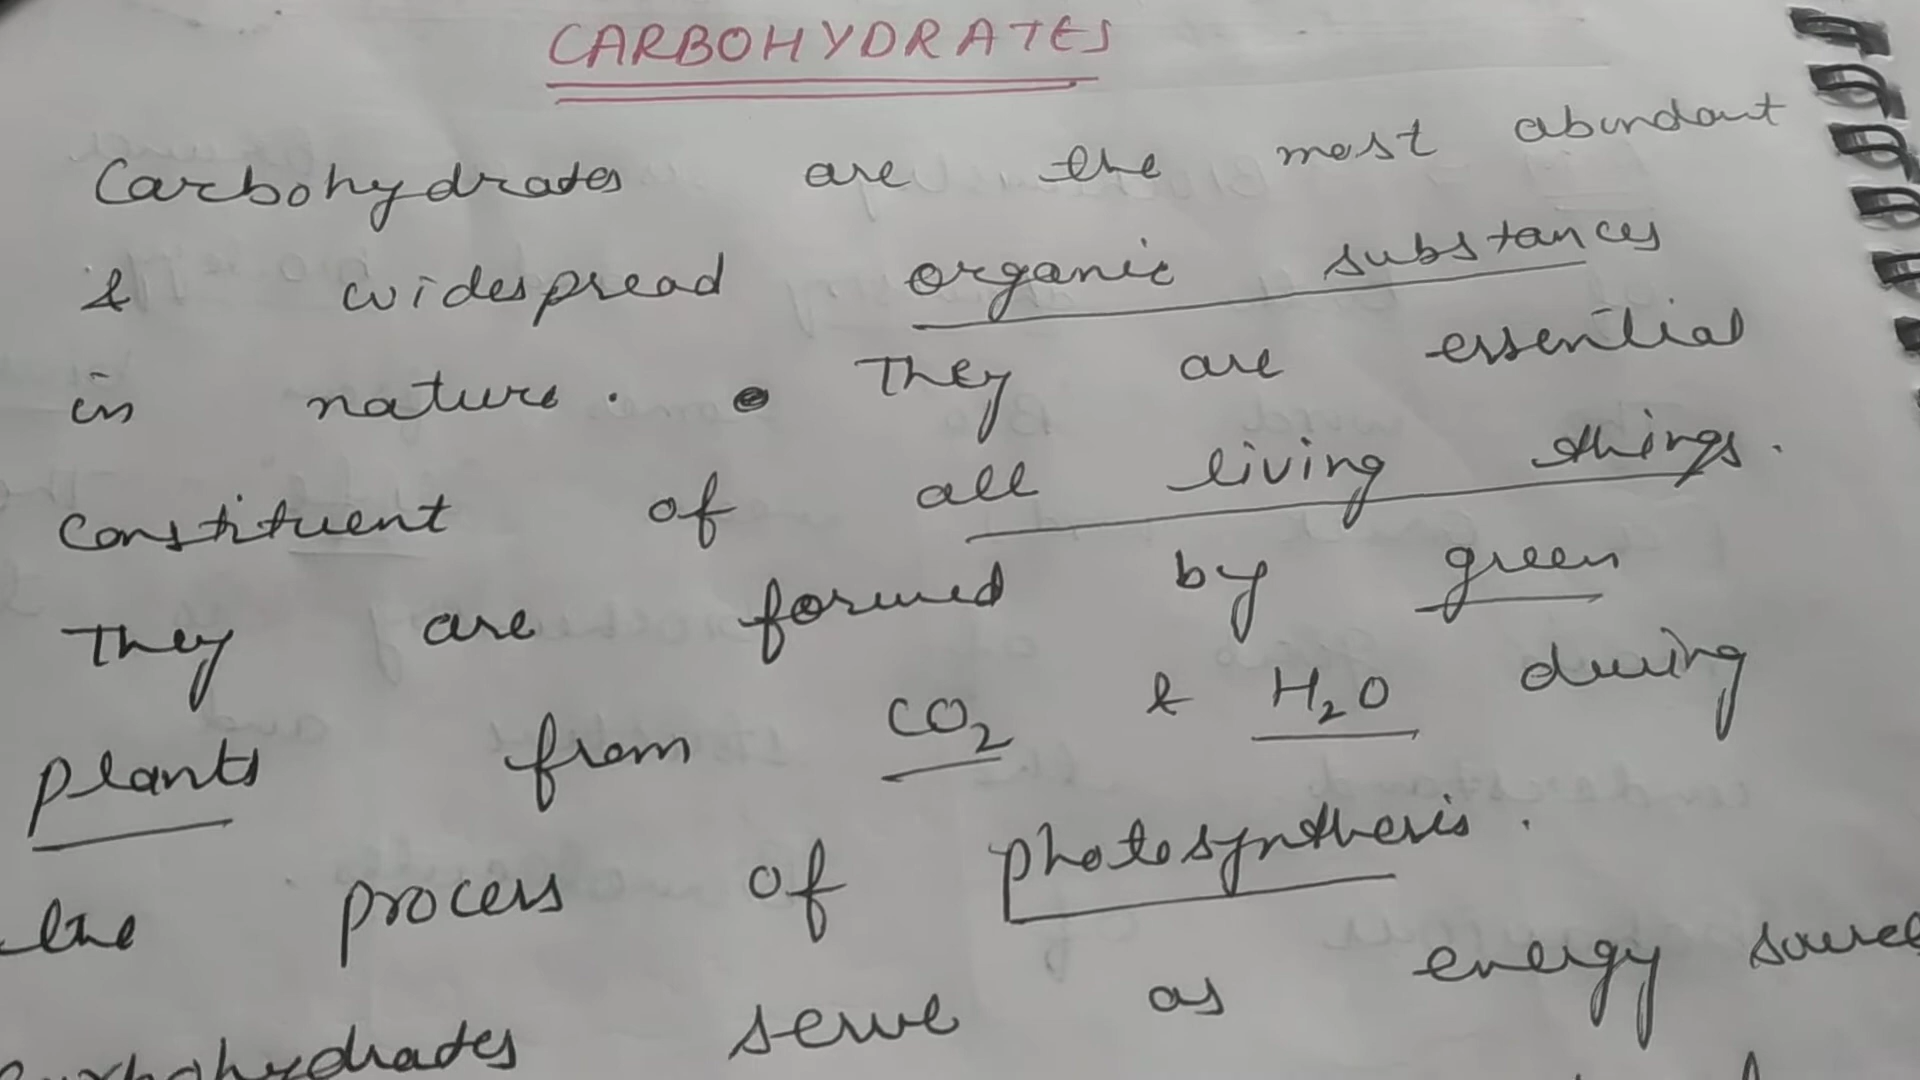 CARBOHYDRATES
Carbohydrates are the most abundant
& widespread organic substances
in nature. They are essential
constituent of all living things.
They are formed by green
plants from CO₂ & H₂O during
the process of photosynthesis.
Carbohydrates serve as energy source